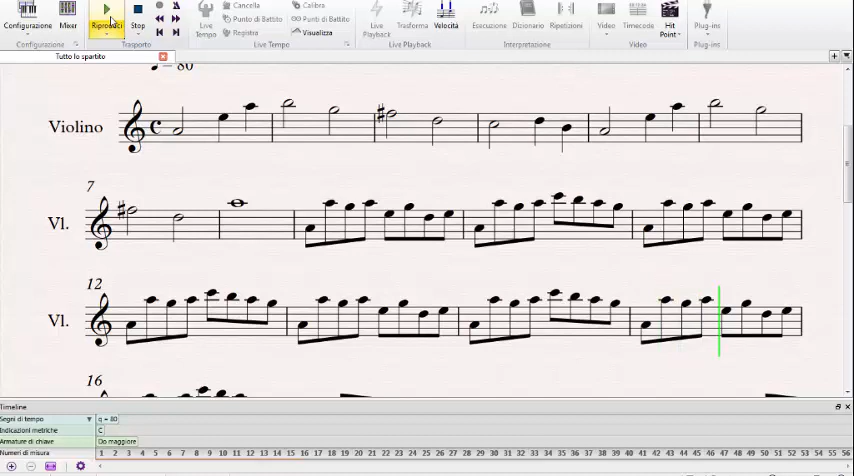 Configurazione Mixer Riproduci Stop Live Tempo Cancella Punto di Battito Registra Calibra Punti di Battito Visualizza Live Playback Trasforma Velocità Esecuzione Dizionario Ripetizioni Video Timecode Hit Point Plug-ins
Configurazione Trasporto Live Tempo Live Playback Interpretazione Video Plug-ins
Tutto lo spartito
= 80
Violino
7
Vl.
12
Vl.
16
Timeline
Segni di tempo q = 80
Indicazioni metriche C
Armature di chiave Do maggiore
Numeri di misura 1 2 3 4 5 6 7 8 9 10 11 12 13 14 15 16 17 18 19 20 21 22 23 24 25 26 27 28 29 30 31 32 33 34 35 36 37 38 39 40 41 42 43 44 45 46 47 48 49 50 51 52 53 54 55 56